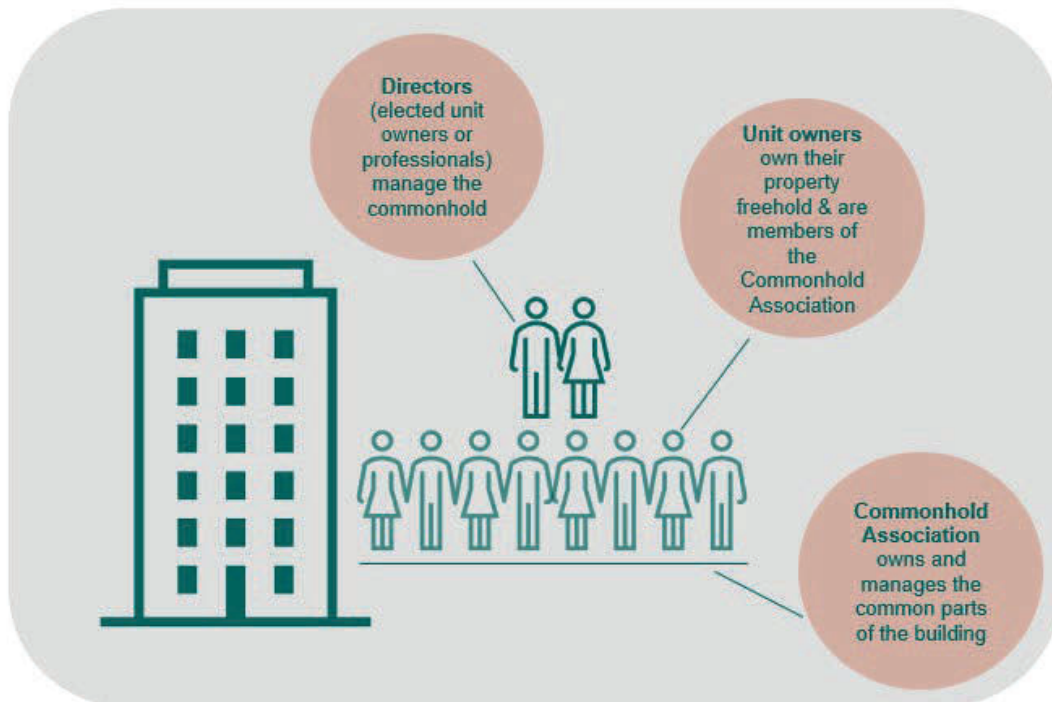 Directors
(elected unit
owners or
professionals)
manage the
commonhold
Unit owners
own their
property
freehold & are
members of
the
Commonhold
Association
Commonhold
Association
owns and
manages the
common parts
of the building